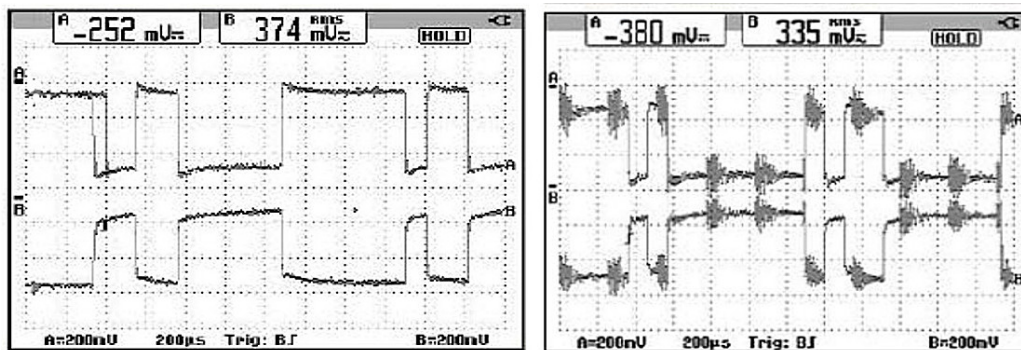 A -252 mV⎓ B 374 rms mV≂
HOLD
A
A
B
B
A=200mV 200µs Trig: B∫ B=200mV
A -380 mV⎓ B 335 rms mV≂
HOLD
A
A
B
B
A=200mV 200µs Trig: B∫ B=200mV